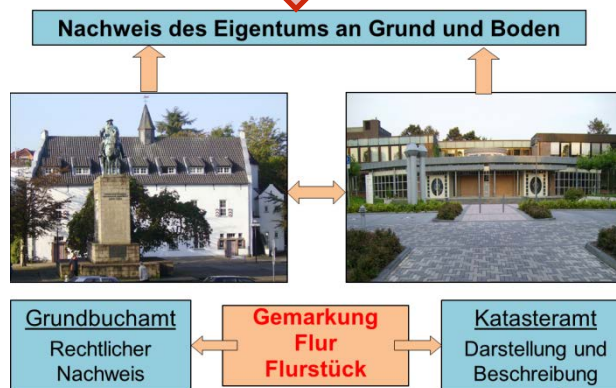 Nachweis des Eigentums an Grund und Boden
Grundbuchamt
Rechtlicher
Nachweis
Gemarkung
Flur
Flurstück
Katasteramt
Darstellung und
Beschreibung